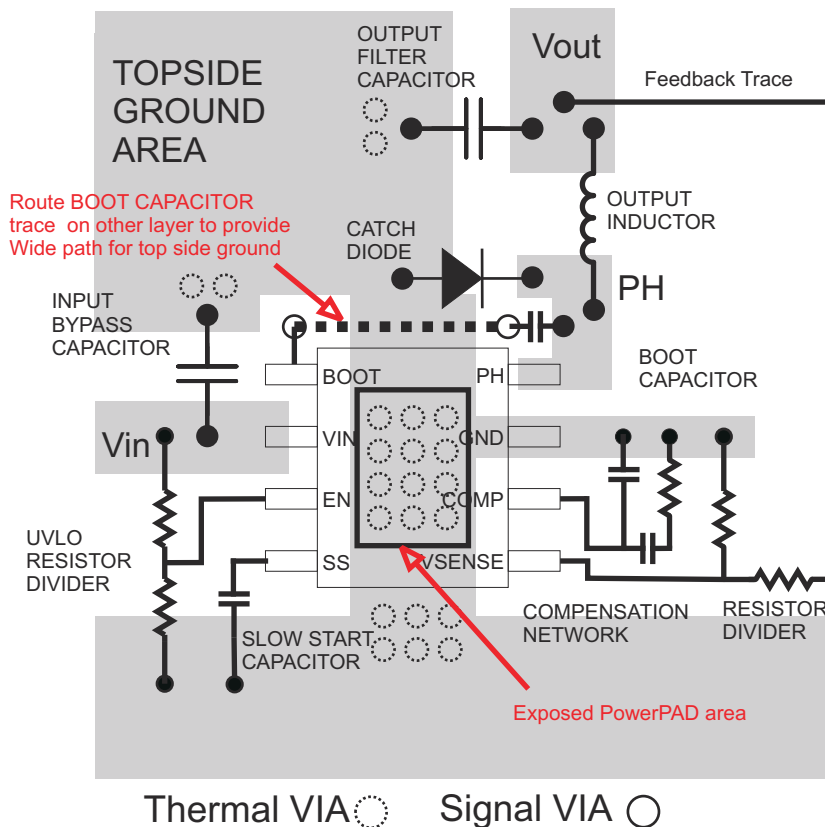 OUTPUT
FILTER
CAPACITOR
Vout
Feedback Trace
TOPSIDE
GROUND
AREA
Route BOOT CAPACITOR
trace on other layer to provide
Wide path for top side ground
CATCH
DIODE
OUTPUT
INDUCTOR
PH
INPUT
BYPASS
CAPACITOR
BOOT
CAPACITOR
BOOT
PH
Vin
VIN
GND
EN
COMP
UVLO
RESISTOR
DIVIDER
SS
VSENSE
SLOW START
CAPACITOR
COMPENSATION
NETWORK
RESISTOR
DIVIDER
Exposed PowerPAD area
Thermal VIA
Signal VIA